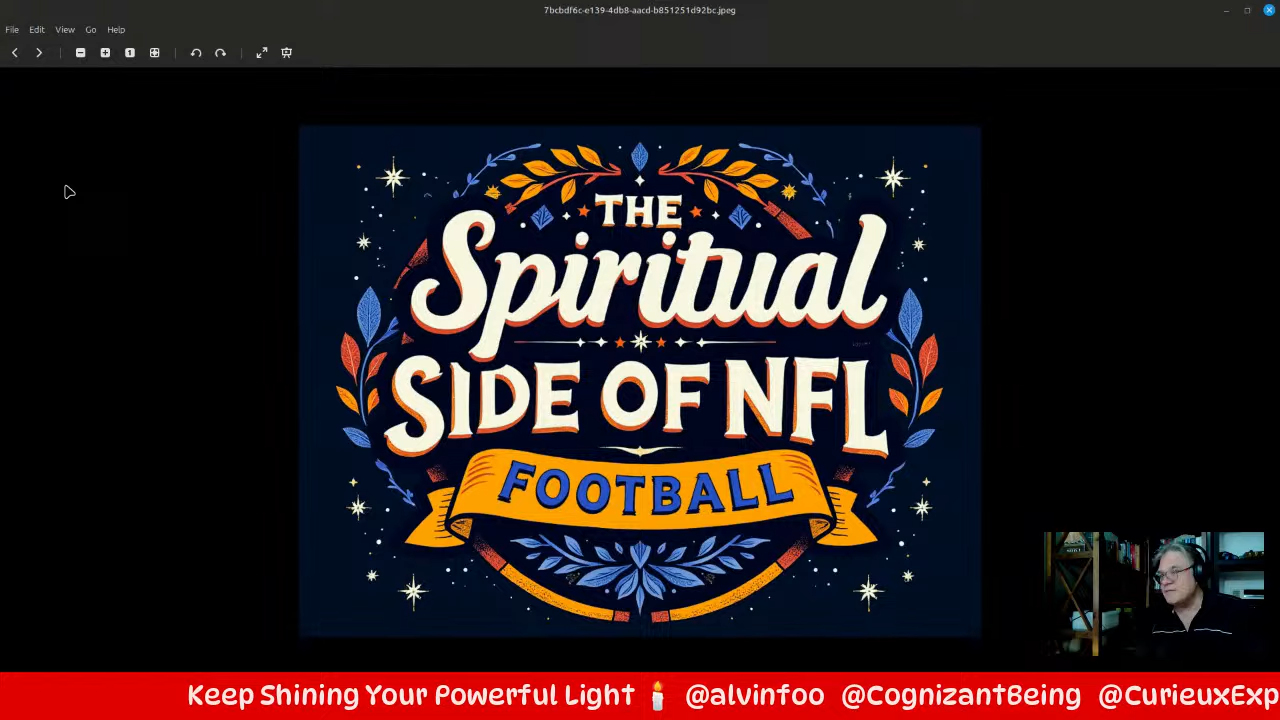 7bcbdf6c-e139-4db8-aacd-b851251d92bc.jpeg
File Edit View Go Help
THE
Spiritual
SIDE OF NFL
FOOTBALL
Keep Shining Your Powerful Light 🕯️ @alvinfoo @CognizantBeing @CurieuxExp